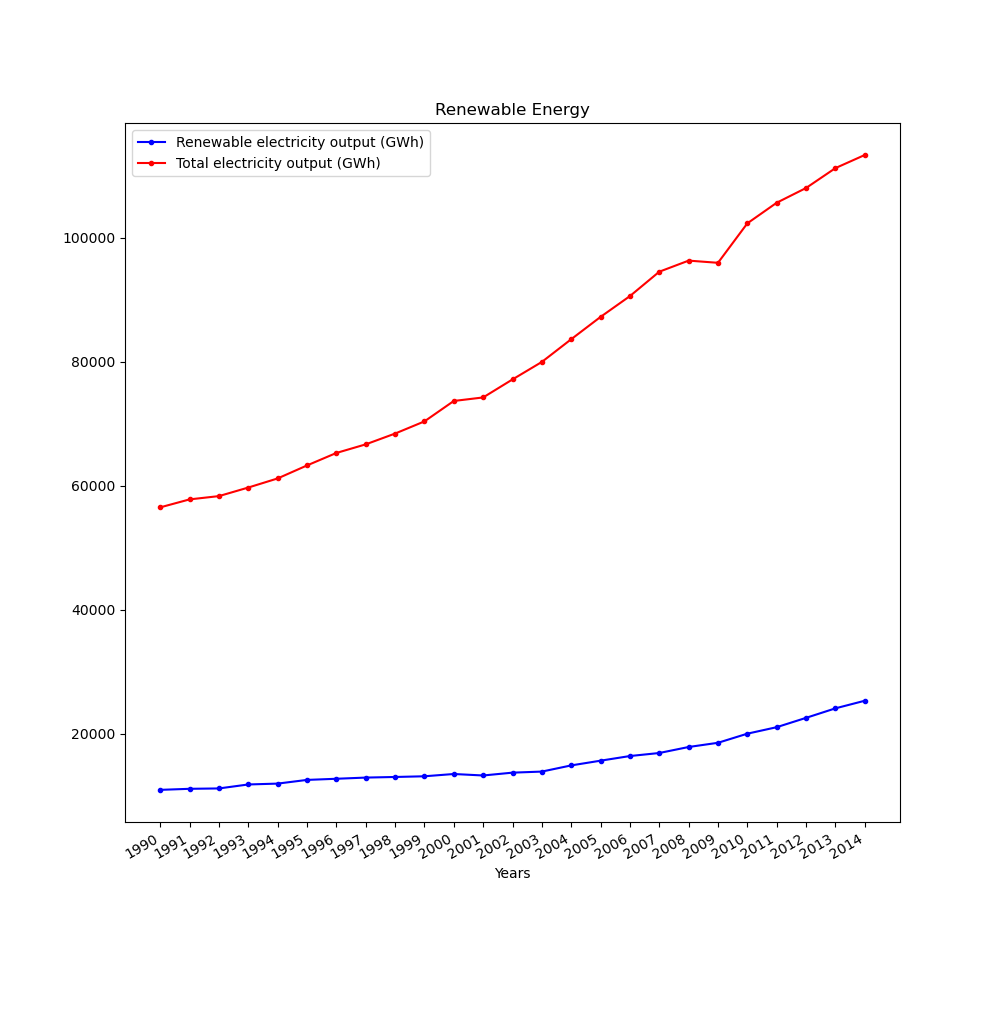 Renewable Energy
Renewable electricity output (GWh)
Total electricity output (GWh)
100000
80000
60000
40000
20000
1990 1991 1992 1993 1994 1995 1996 1997 1998 1999 2000 2001 2002 2003 2004 2005 2006 2007 2008 2009 2010 2011 2012 2013 2014
Years